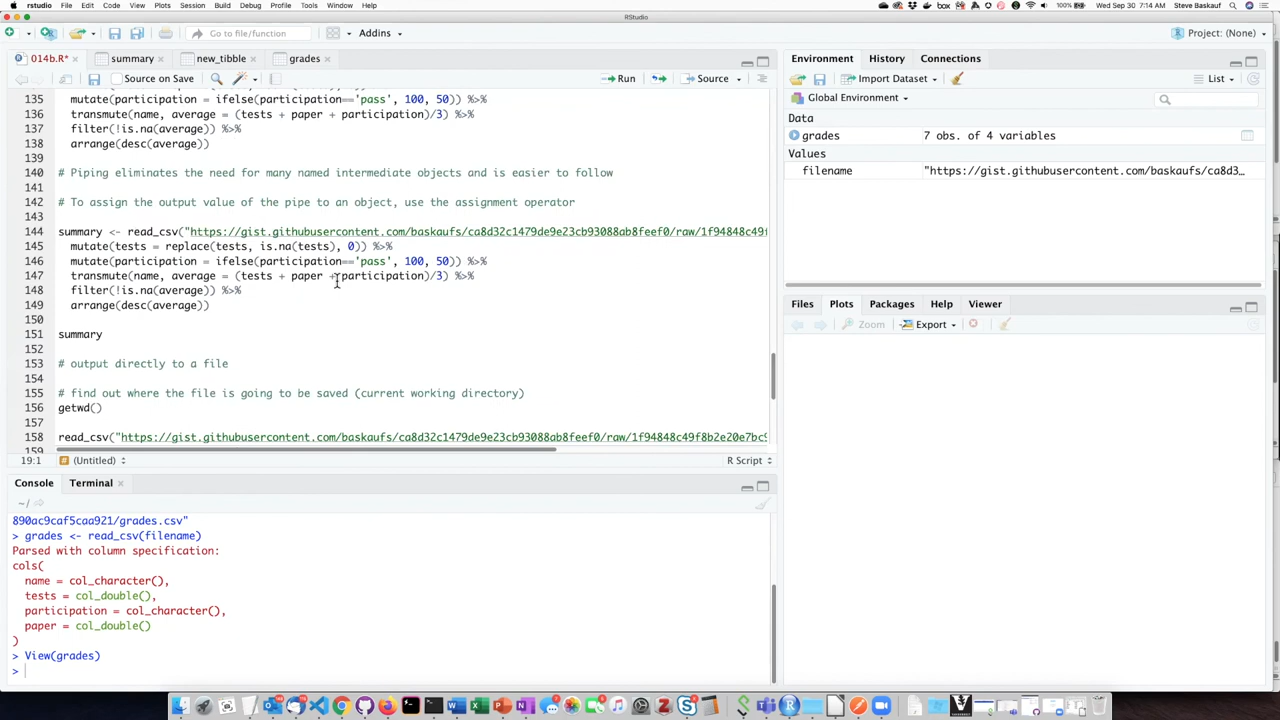 rstudio File Edit Code View Plots Session Build Debug Profile Tools Window Help 100% Wed Sep 30 7:14 AM Steve Baskauf
RStudio
Go to file/function Addins Project: (None)
014b.R* summary new_tibble grades
Source on Save Run Source
135 mutate(participation = ifelse(participation=='pass', 100, 50)) %>%
136 transmute(name, average = (tests + paper + participation)/3) %>%
137 filter(!is.na(average)) %>%
138 arrange(desc(average))
139
140 # Piping eliminates the need for many named intermediate objects and is easier to follow
141
142 # To assign the output value of the pipe to an object, use the assignment operator
143
144 summary <- read_csv("https://gist.githubusercontent.com/baskaufs/ca8d32c1479de9e23cb93088ab8feef0/raw/1f94848c49f
145 mutate(tests = replace(tests, is.na(tests), 0)) %>%
146 mutate(participation = ifelse(participation=='pass', 100, 50)) %>%
147 transmute(name, average = (tests + paper + participation)/3) %>%
148 filter(!is.na(average)) %>%
149 arrange(desc(average))
150
151 summary
152
153 # output directly to a file
154
155 # find out where the file is going to be saved (current working directory)
156 getwd()
157
158 read_csv("https://gist.githubusercontent.com/baskaufs/ca8d32c1479de9e23cb93088ab8feef0/raw/1f94848c49f8b2e20e7bc9
159
19:1 # (Untitled) R Script
Console Terminal
~/
890ac9caf5caa921/grades.csv"
> grades <- read_csv(filename)
Parsed with column specification:
cols(
name = col_character(),
tests = col_double(),
participation = col_character(),
paper = col_double()
)
> View(grades)
>
Environment History Connections
Import Dataset List
Global Environment
Data
grades 7 obs. of 4 variables
Values
filename "https://gist.githubusercontent.com/baskaufs/ca8d3…
Files Plots Packages Help Viewer
Zoom Export